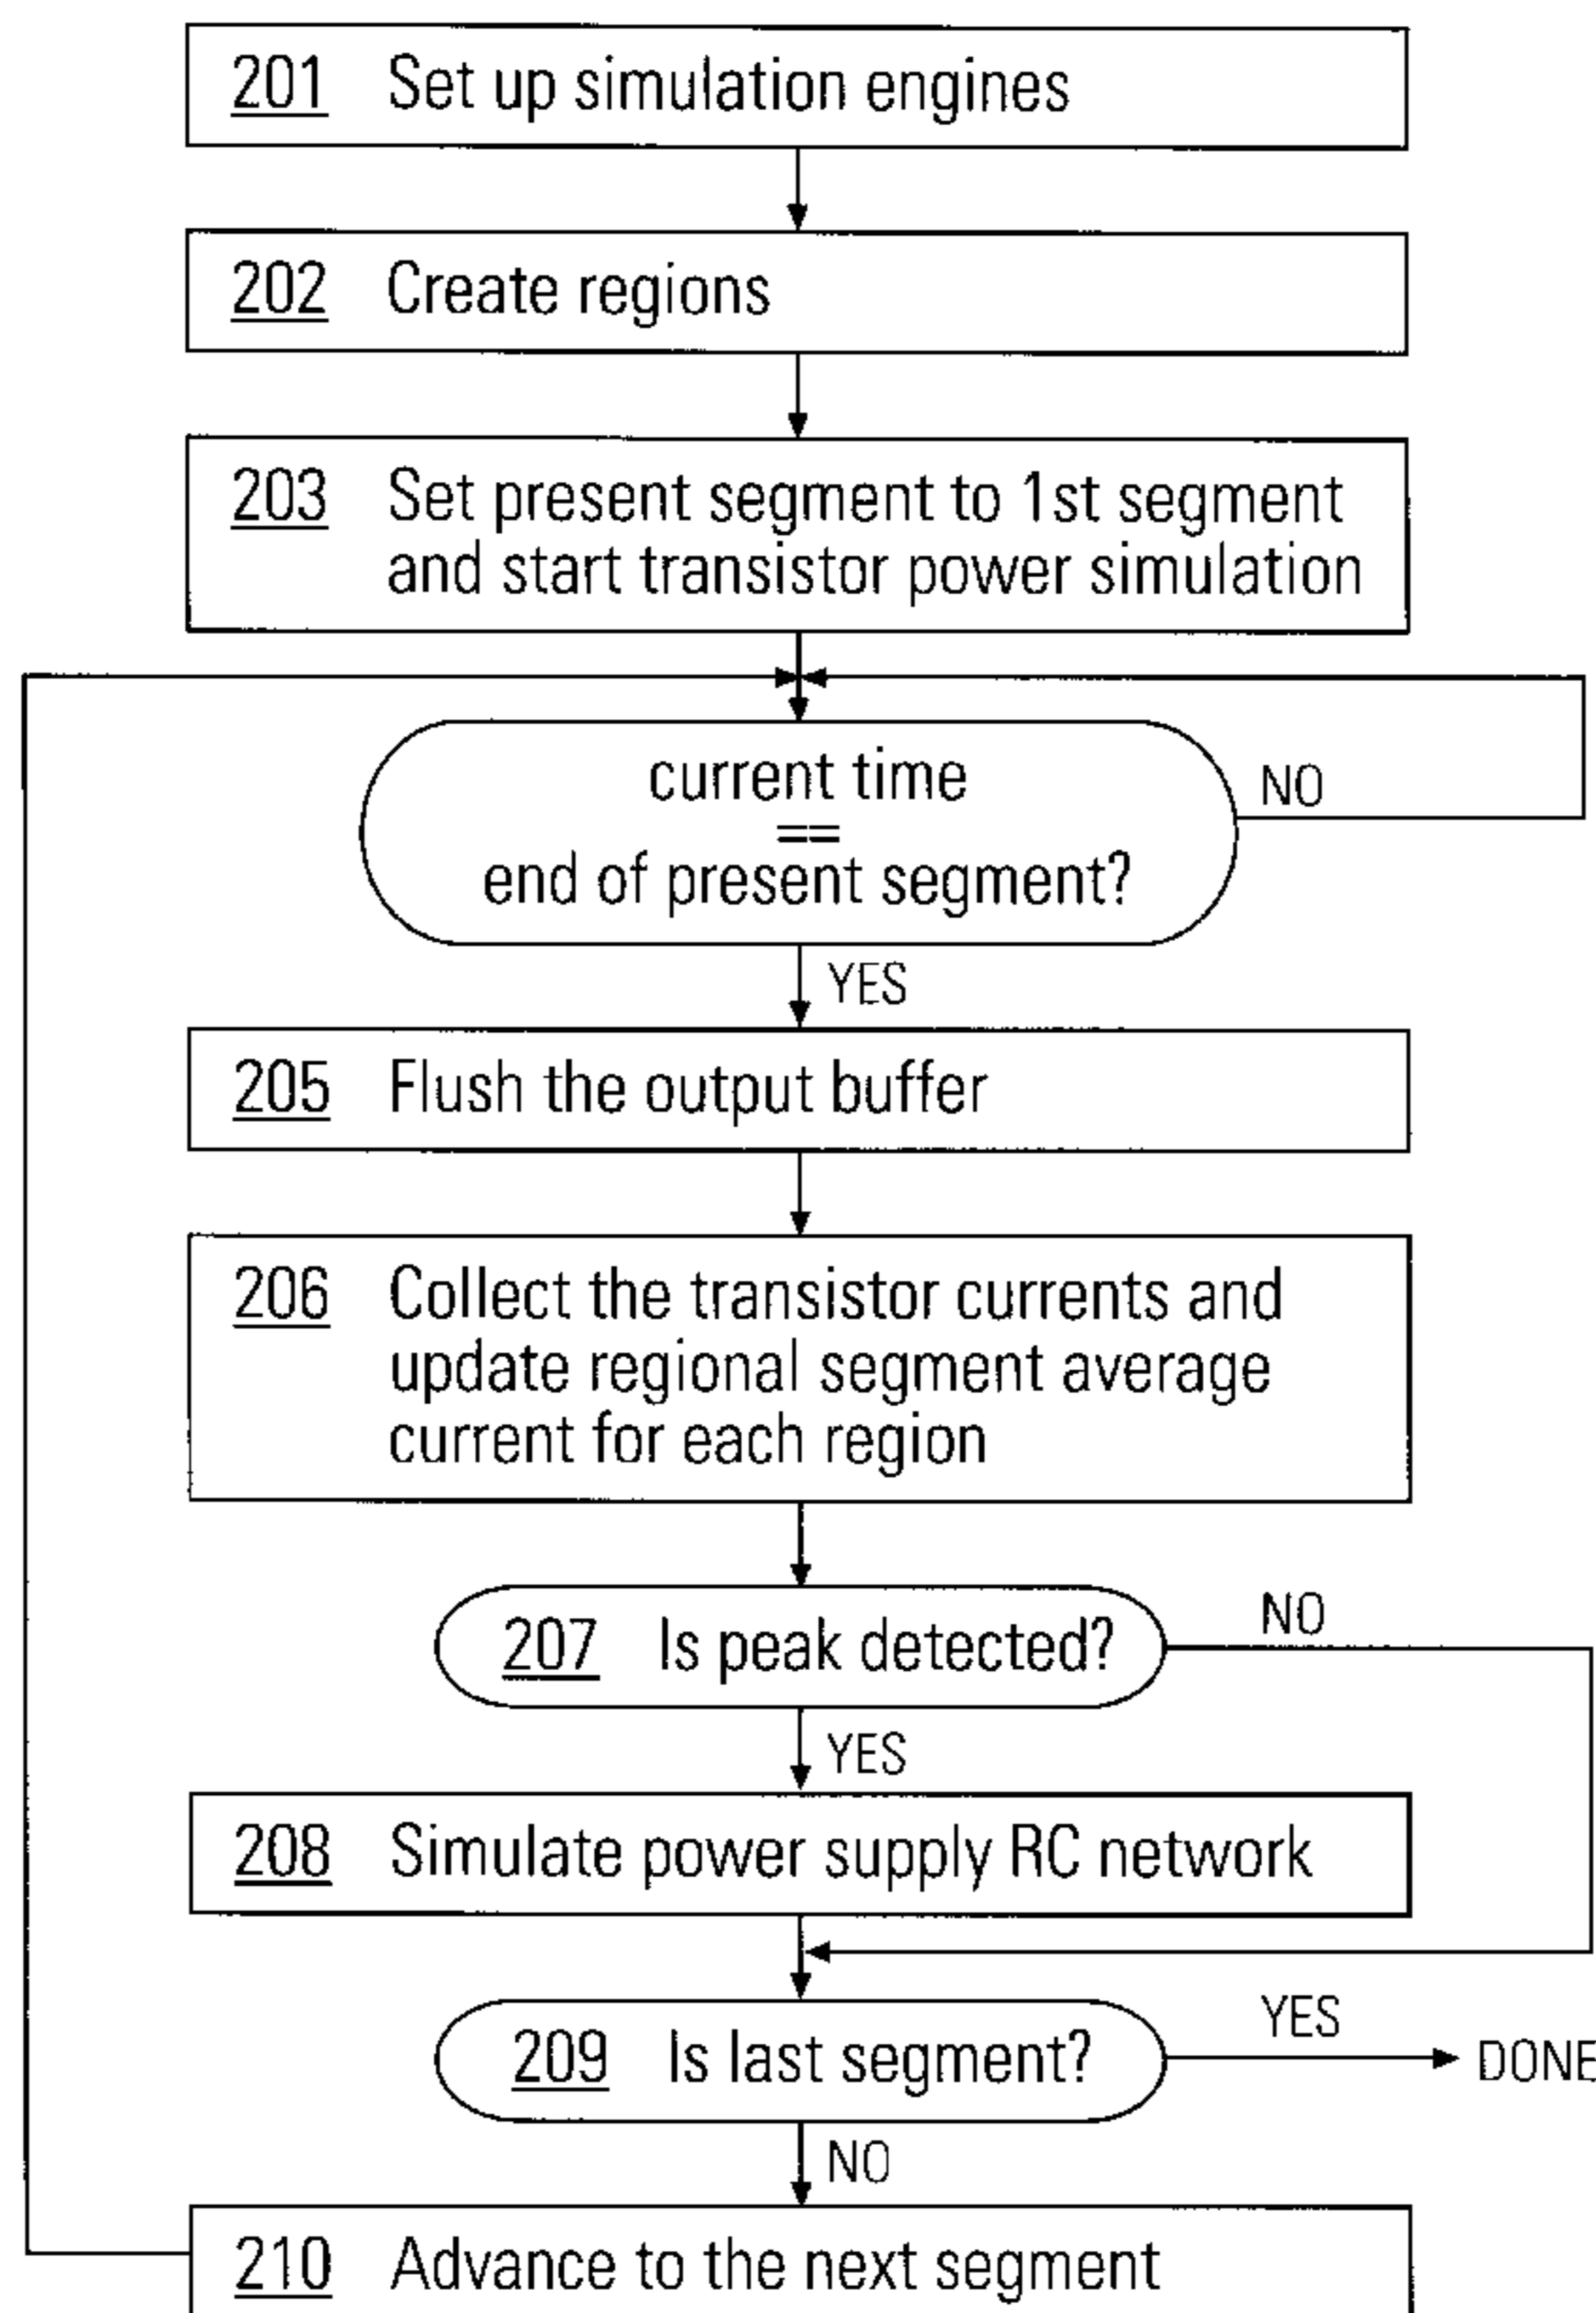 201 Set up simulation engines
202 Create regions
203 Set present segment to 1st segment
and start transistor power simulation
current time
==
end of present segment?
NO
YES
205 Flush the output buffer
206 Collect the transistor currents and
update regional segment average
current for each region
207 Is peak detected?
NO
YES
208 Simulate power supply RC network
209 Is last segment?
YES
DONE
NO
210 Advance to the next segment